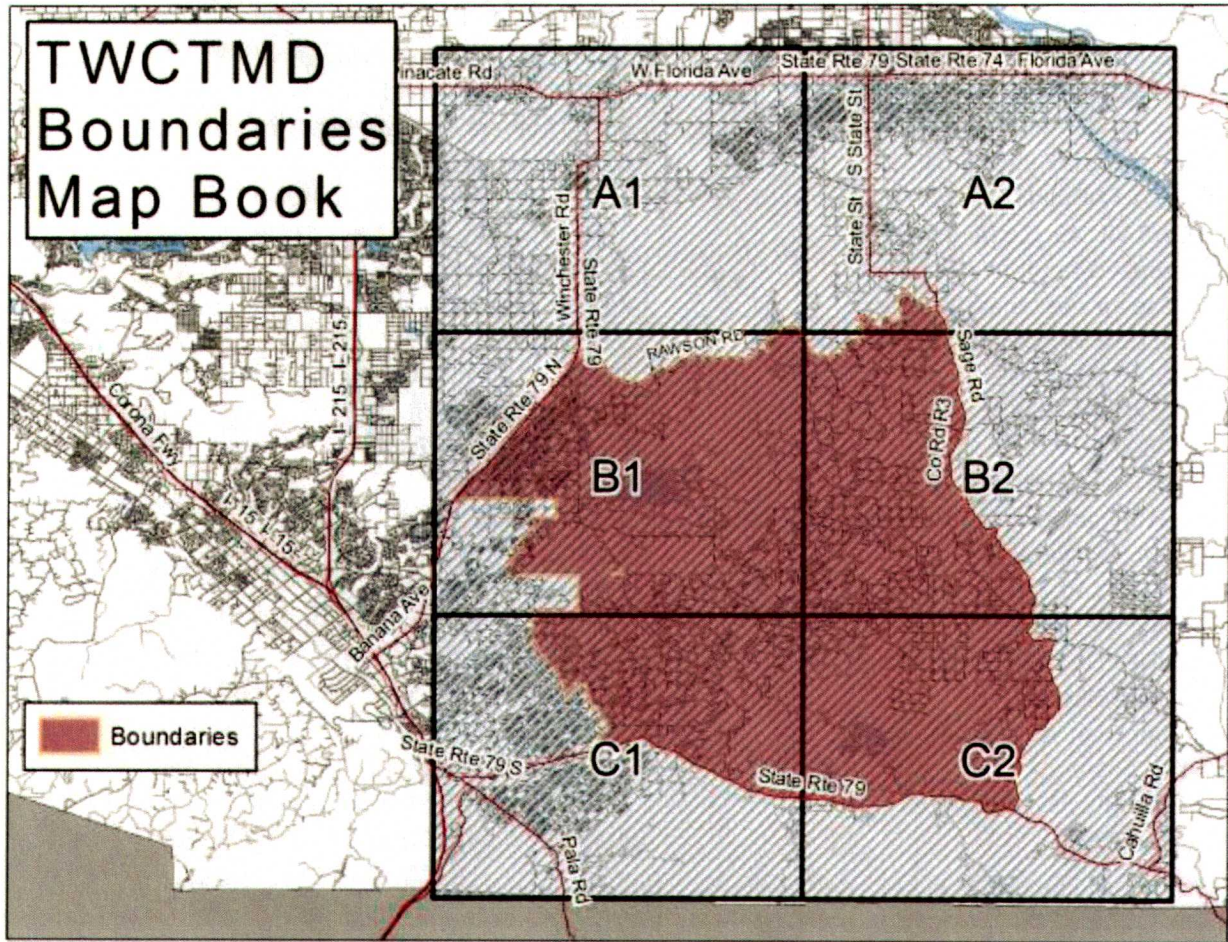 TWCTMD
Boundaries
Map Book
inacate Rd
W Florida Ave
State Rte 79
State Rte 74
Florida Ave
A1
A2
Winchester Rd
State Rte 79
State St
S State St
State Rte 79 N
RAWSON RD
Sage Rd
Co Rd R3
B1
B2
Corona Fwy
I-215
I-215
I-15
I-15
Banana Ave
Boundaries
State Rte 79 S
C1
State Rte 79
C2
Cahuilla Rd
Pala Rd